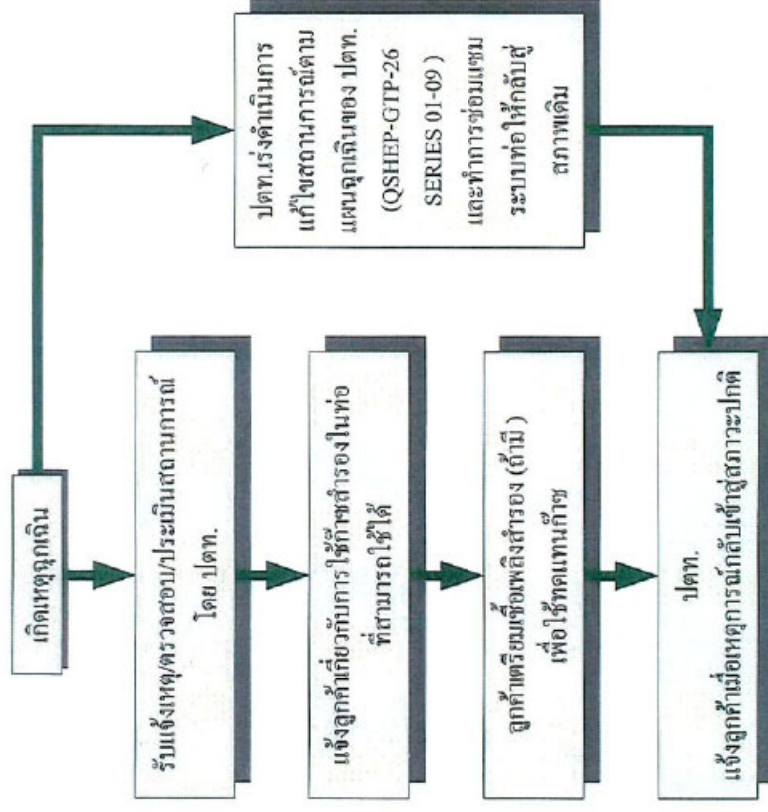 เกิดเหตุฉุกเฉิน
รับแจ้งเหตุ/ตรวจสอบ/ประเมินสถานการณ์
โดย ปตท.
แจ้งลูกค้าเกี่ยวกับการใช้ก๊าซสำรองในท่อ
ที่สามารถใช้ได้
ลูกค้าเตรียมเชื้อเพลิงสำรอง (ถ้ามี )
เพื่อใช้ทดแทนก๊าซ
ปตท.
แจ้งลูกค้าเมื่อเหตุการณ์กลับเข้าสู่สภาวะปกติ
ปตท.เร่งดำเนินการ
แก้ไขสถานการณ์ตาม
แผนฉุกเฉินของ ปตท.
(QSHEP-GTP-26
SERIES 01-09 )
และทำการซ่อมแซม
ระบบท่อให้กลับสู่
สภาพเดิม